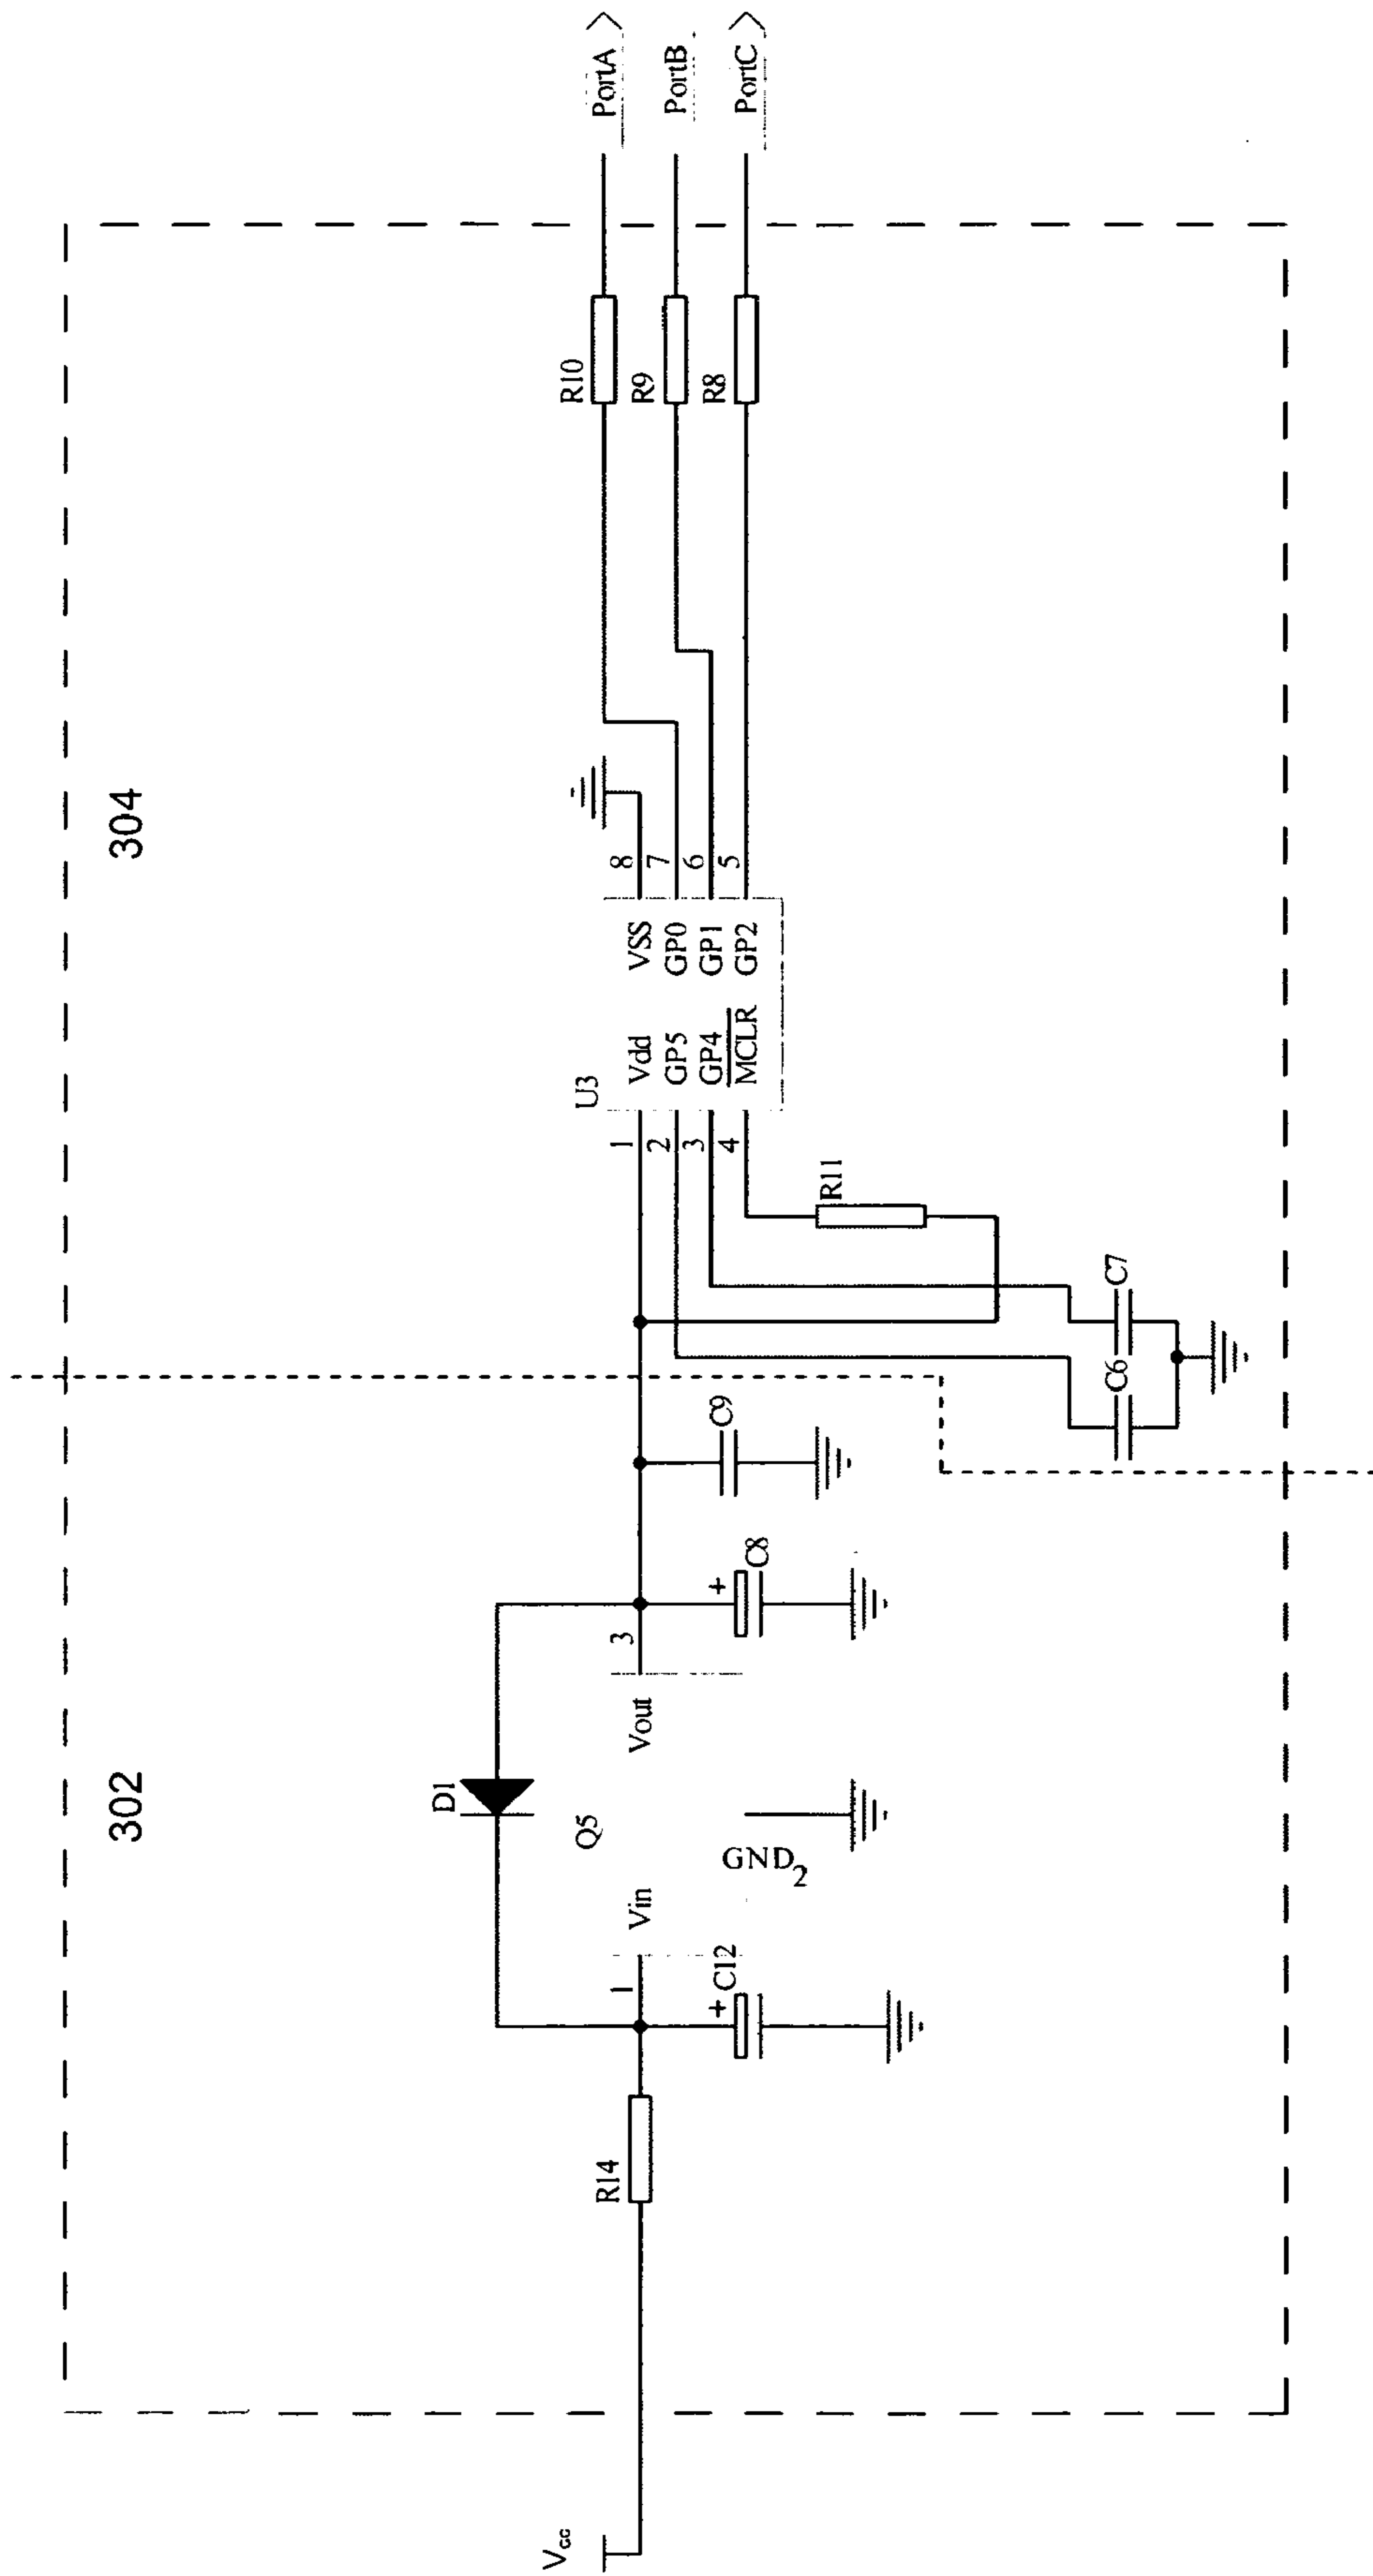 302
304
Vcc
R14
1
C12
+
Vin
GND
2
Q5
D1
Vout
3
+
C8
C9
C6
C7
R11
U3
1
2
3
4
Vdd
GP5
GP4
MCLR
VSS
GP0
GP1
GP2
8
7
6
5
R10
R9
R8
PortA
PortB
PortC